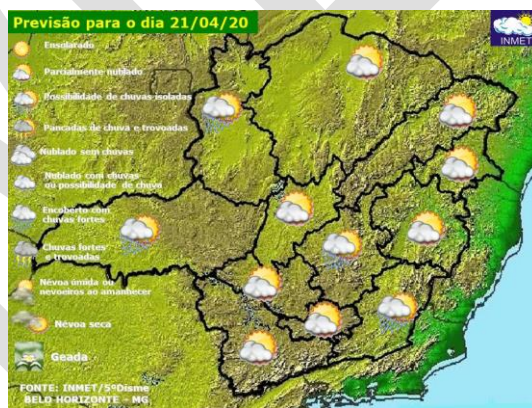 Previsão para o dia 21/04/20
INMET
Ensolarado
Parcialmente nublado
Possibilidade de chuvas isoladas
Pancadas de chuva e trovoadas
Nublado sem chuvas
Nublado com chuvas
ou possibilidade de chuva
Encoberto com
chuvas fortes
Chuvas fortes
e trovoadas
Névoa úmida ou
nevoeiros ao amanhecer
Névoa seca
Geada
FONTE: INMET/5ºDisme
BELO HORIZONTE - MG